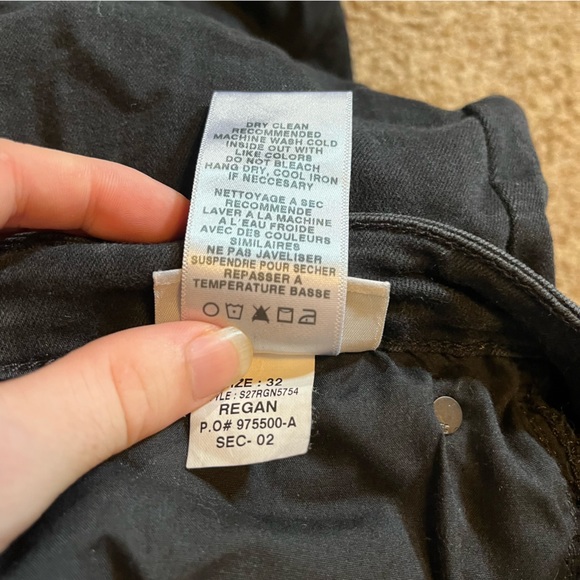 DRY CLEAN
RECOMMENDED
MACHINE WASH COLD
INSIDE OUT WITH
LIKE COLORS
DO NOT BLEACH
HANG DRY, COOL IRON
IF NECCESARY
NETTOYAGE A SEC
RECOMMENDE
LAVER A LA MACHINE
A L'EAU FROIDE
AVEC DES COULEURS
SIMILAIRES
NE PAS JAVELISER
SUSPENDRE POUR SECHER
REPASSER A
TEMPERATURE BASSE
: 32
: S27RGN5754
REGAN
P.O# 975500-A
SEC- 02